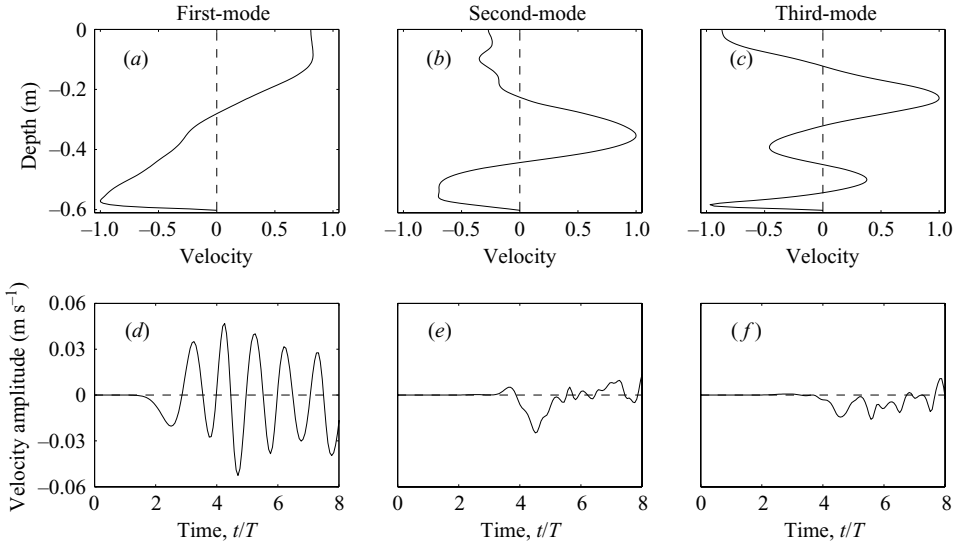 First-mode Second-mode Third-mode
0
(a) (b) (c)
–0.2
Depth (m)
–0.4
–0.6
–1.0 –0.5 0 0.5 1.0 –1.0 –0.5 0 0.5 1.0 –1.0 –0.5 0 0.5 1.0
Velocity Velocity Velocity
0.06
(d) (e) (f)
0.03
Velocity amplitude (m s⁻¹)
0
–0.03
–0.06
0 2 4 6 8 0 2 4 6 8 0 2 4 6 8
Time, t/T Time, t/T Time, t/T